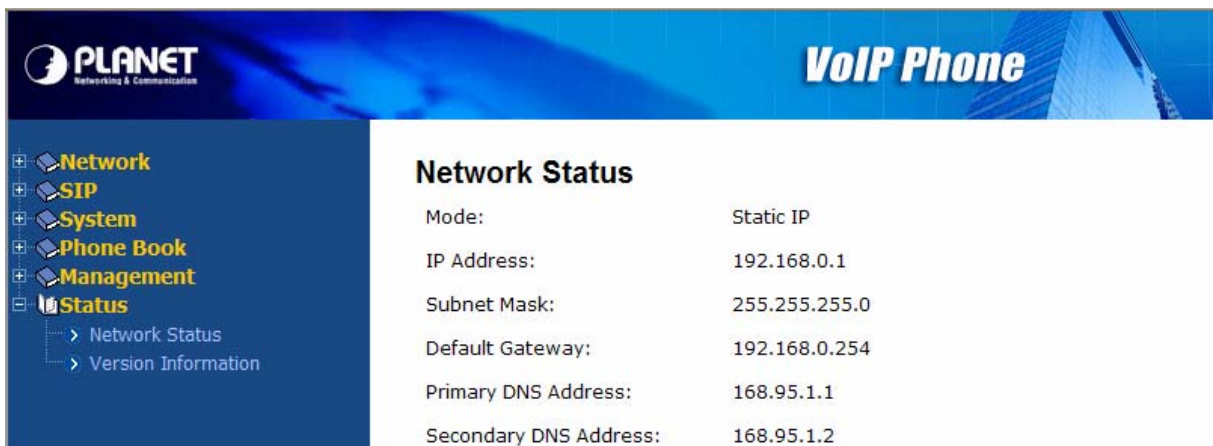 PLANET
Networking & Communication
VoIP Phone
Network
SIP
System
Phone Book
Management
Status
Network Status
Version Information
Network Status
Mode: Static IP
IP Address: 192.168.0.1
Subnet Mask: 255.255.255.0
Default Gateway: 192.168.0.254
Primary DNS Address: 168.95.1.1
Secondary DNS Address: 168.95.1.2